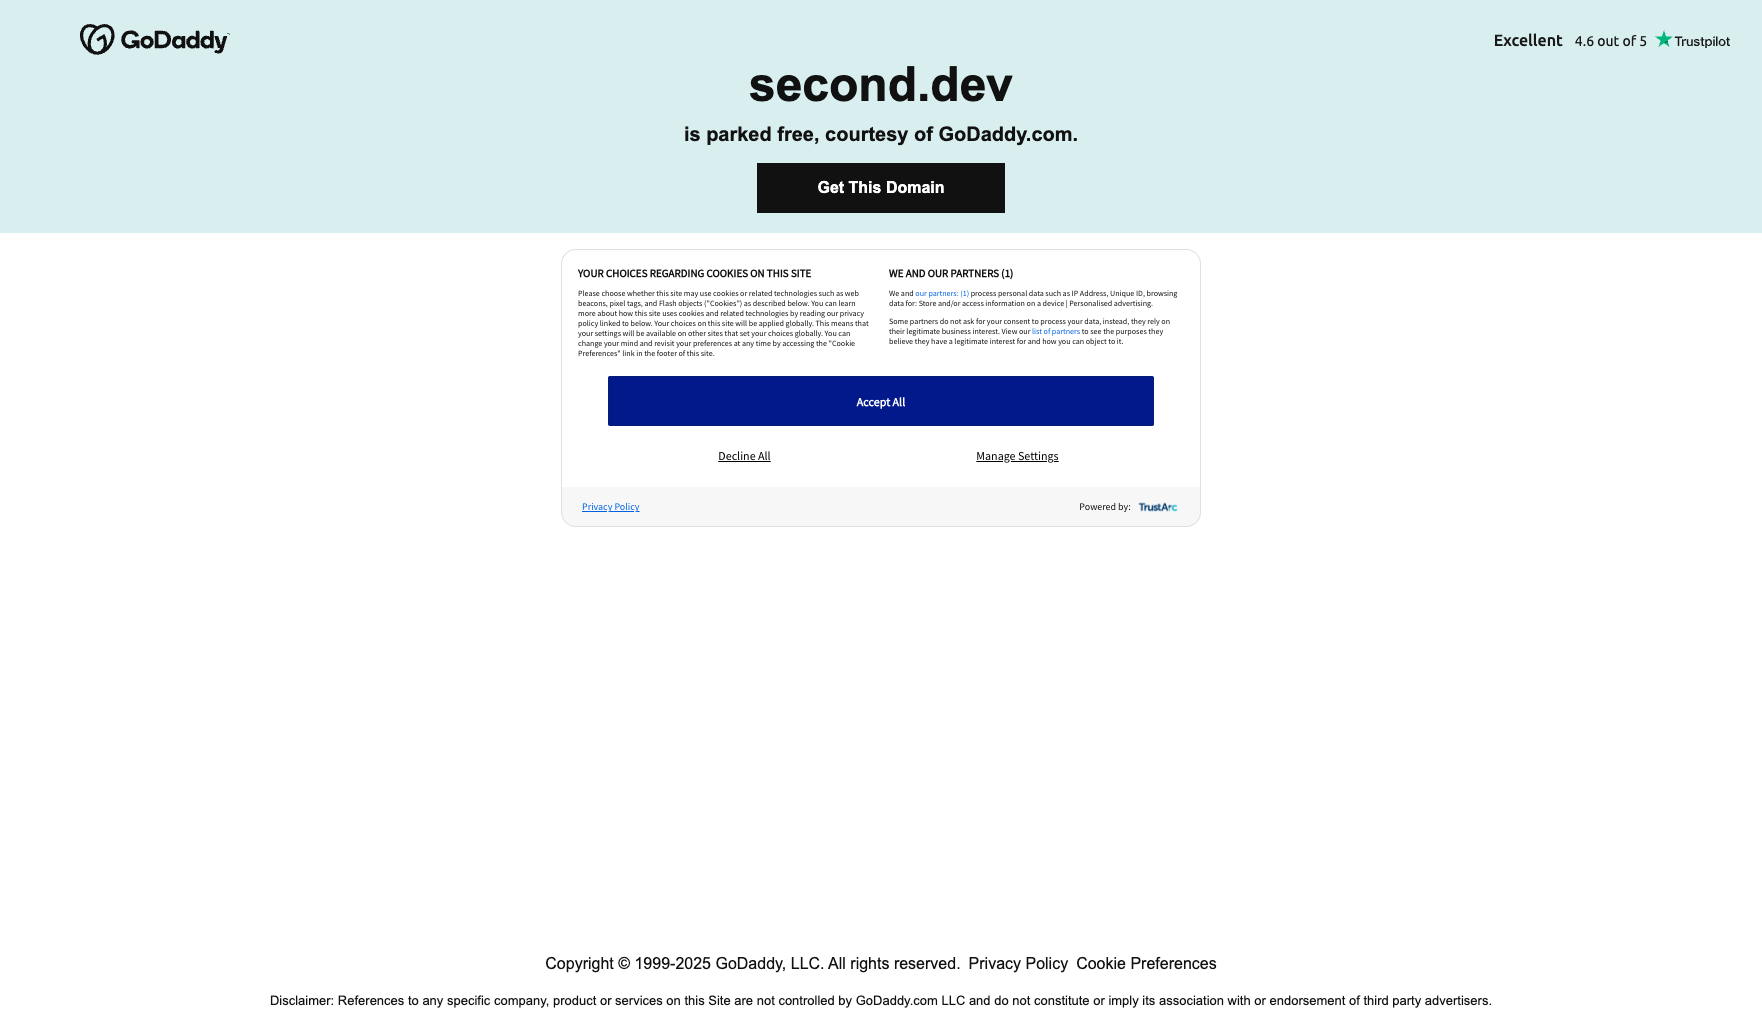 GoDaddy
Excellent 4.6 out of 5 Trustpilot
second.dev
is parked free, courtesy of GoDaddy.com.
Get This Domain
YOUR CHOICES REGARDING COOKIES ON THIS SITE
Please choose whether this site may use cookies or related technologies such as web
beacons, pixel tags, and Flash objects ("Cookies") as described below. You can learn
more about how this site uses cookies and related technologies by reading our privacy
policy linked to below. Your choices on this site will be applied globally. This means that
your settings will be available on other sites that set your choices globally. You can
change your mind and revisit your preferences at any time by accessing the "Cookie
Preferences" link in the footer of this site.
WE AND OUR PARTNERS (1)
We and our partners: (1) process personal data such as IP Address, Unique ID, browsing
data for: Store and/or access information on a device | Personalised advertising.
Some partners do not ask for your consent to process your data, instead, they rely on
their legitimate business interest. View our list of partners to see the purposes they
believe they have a legitimate interest for and how you can object to it.
Accept All
Decline All
Manage Settings
Privacy Policy
Powered by: TrustArc
Copyright © 1999-2025 GoDaddy, LLC. All rights reserved. Privacy Policy Cookie Preferences
Disclaimer: References to any specific company, product or services on this Site are not controlled by GoDaddy.com LLC and do not constitute or imply its association with or endorsement of third party advertisers.